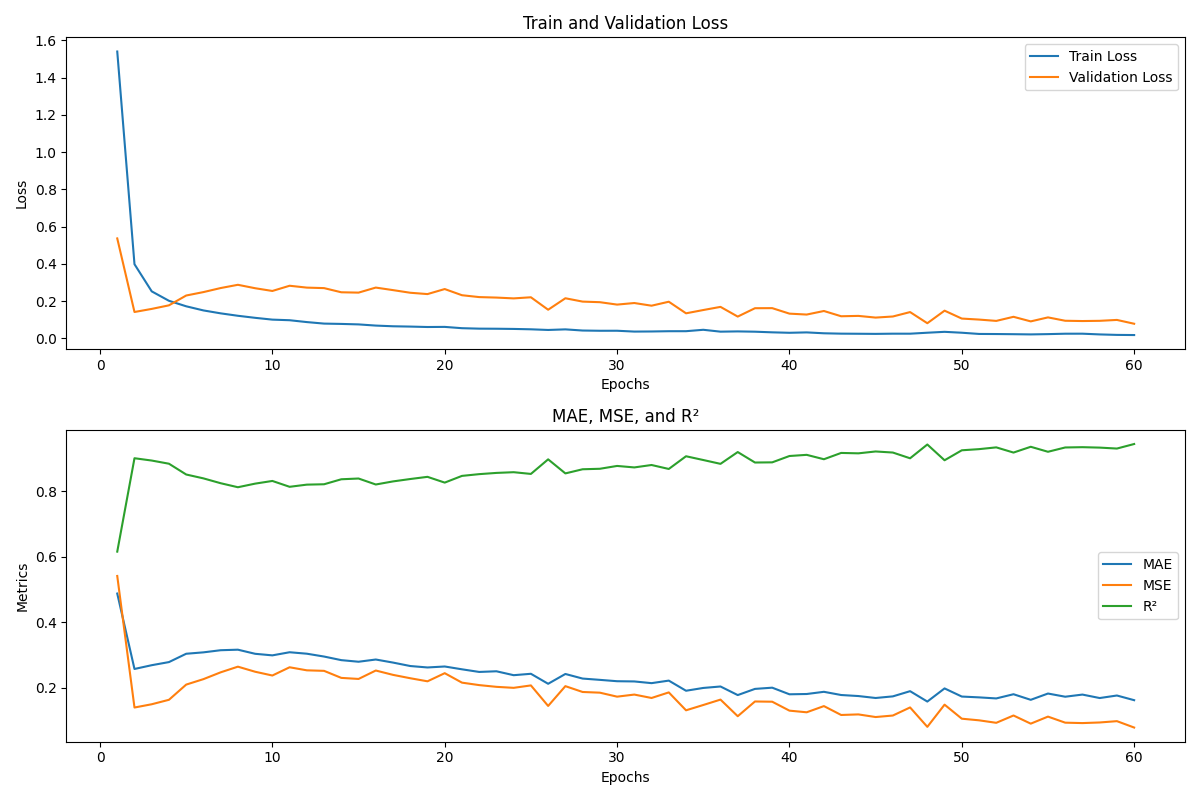 Train and Validation Loss
1.6
1.4
1.2
1.0
0.8
0.6
0.4
0.2
0.0
Loss
Train Loss
Validation Loss
0 10 20 30 40 50 60
Epochs
MAE, MSE, and R²
0.8
0.6
0.4
0.2
Metrics
MAE
MSE
R²
0 10 20 30 40 50 60
Epochs